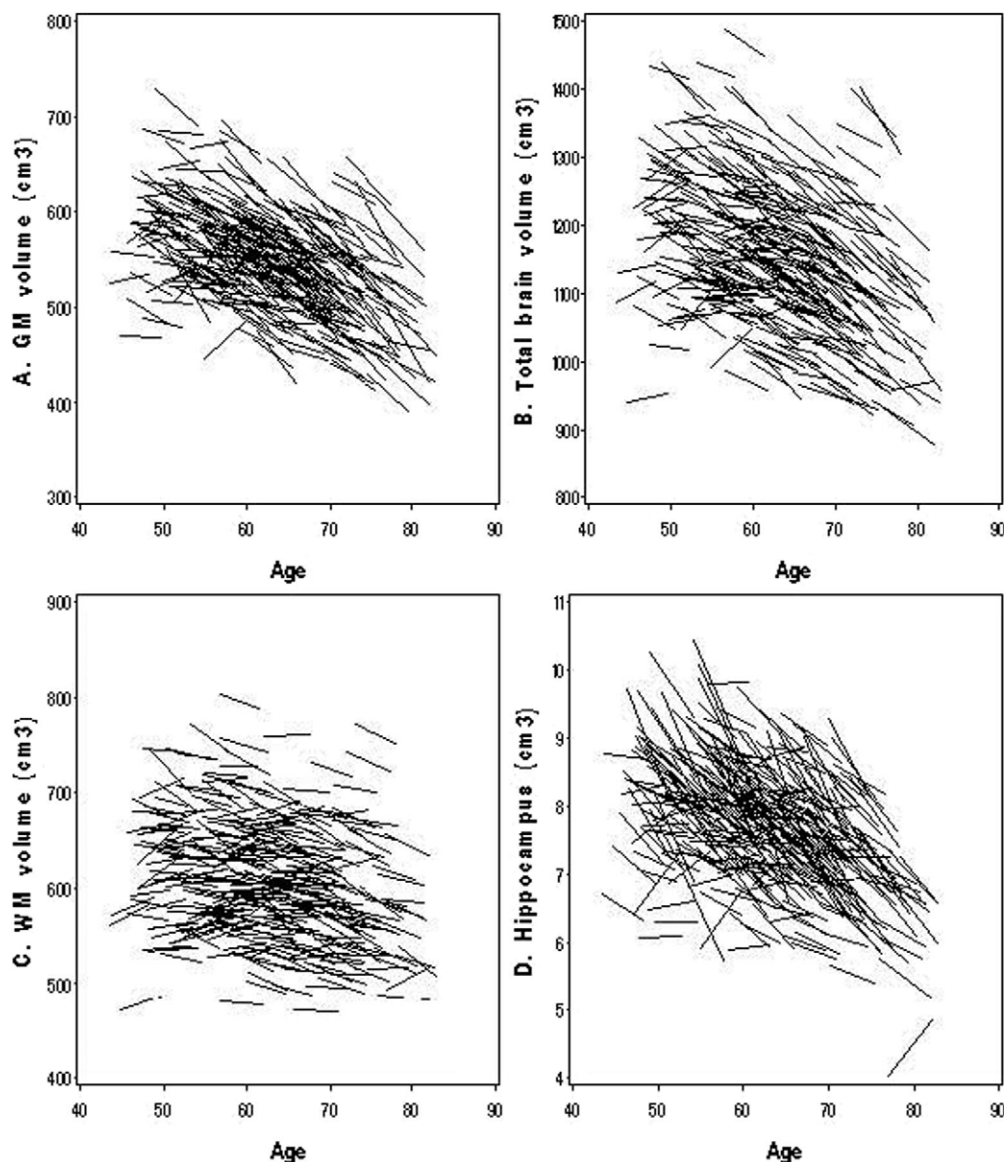 A. GM volume (cm3)
800
700
600
500
400
300
40 50 60 70 80 90
Age
B. Total brain volume (cm3)
1500
1400
1300
1200
1100
1000
900
800
40 50 60 70 80 90
Age
C. WM volume (cm3)
900
800
700
600
500
400
40 50 60 70 80 90
Age
D. Hippocampus (cm3)
11
10
9
8
7
6
5
4
40 50 60 70 80 90
Age